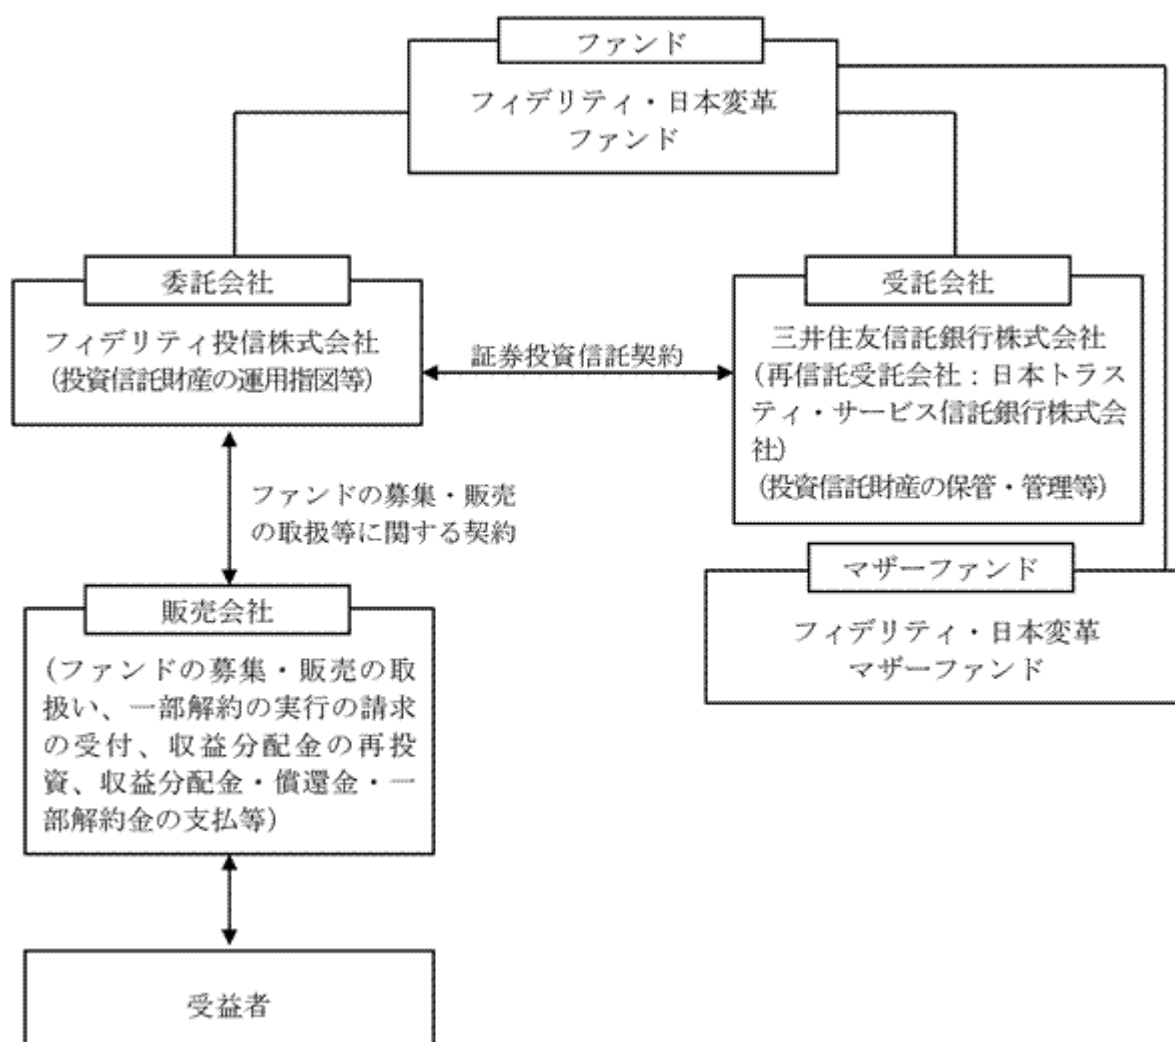 ファンド
フィデリティ・日本変革
ファンド
委託会社
フィデリティ投信株式会社
(投資信託財産の運用指図等)
証券投資信託契約
受託会社
三井住友信託銀行株式会社
(再信託受託会社：日本トラス
ティ・サービス信託銀行株式会
社)
(投資信託財産の保管・管理等)
ファンドの募集・販売
の取扱等に関する契約
マザーファンド
フィデリティ・日本変革
マザーファンド
販売会社
(ファンドの募集・販売の取
扱い、一部解約の実行の請求
の受付、収益分配金の再投
資、収益分配金・償還金・一
部解約金の支払等)
受益者